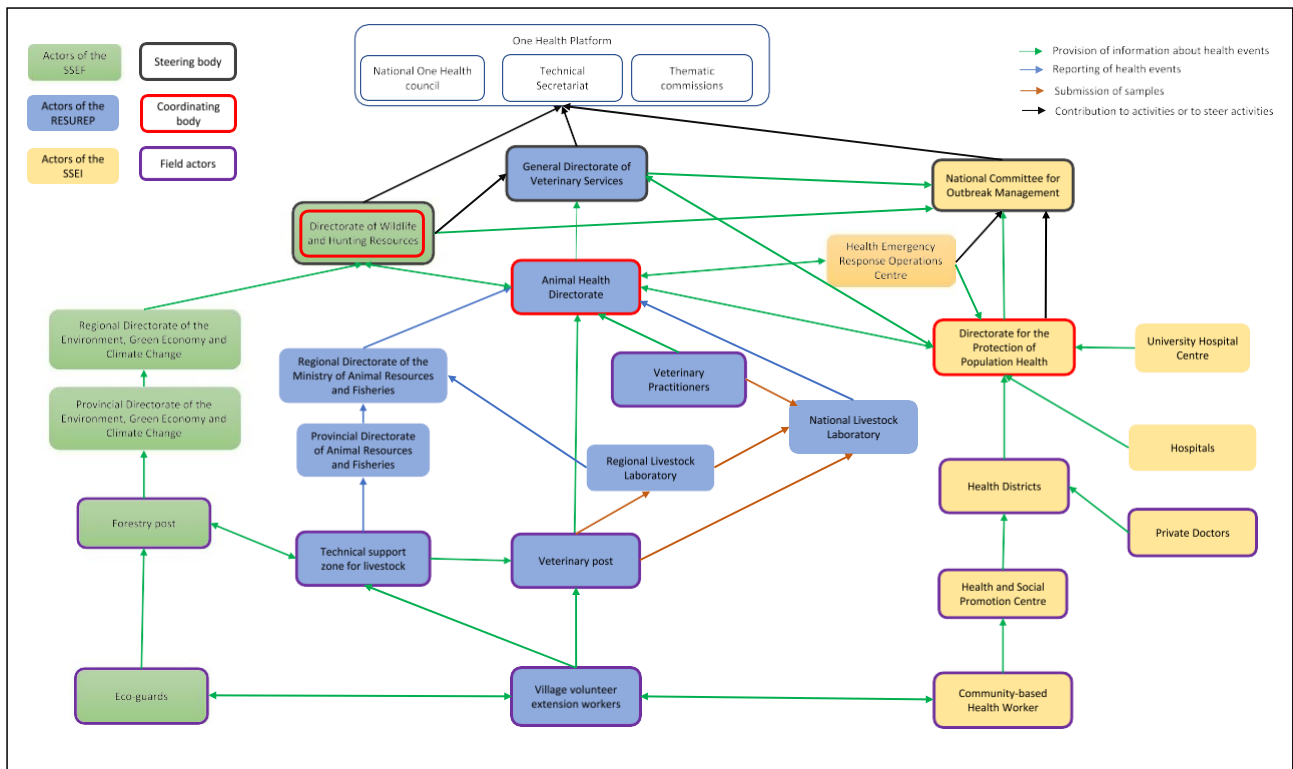 One Health Platform
National One Health
council
Technical
Secretariat
Thematic
commissions
Actors of the
SSEF
Steering body
Actors of the
RESUREP
Coordinating
body
Actors of the
SSEI
Field actors
Provision of information about health events
Reporting of health events
Submission of samples
Contribution to activities or to steer activities
General Directorate of
Veterinary Services
National Committee for
Outbreak Management
Directorate of Wildlife
and Hunting Resources
Health Emergency
Response Operations
Centre
Animal Health
Directorate
Regional Directorate of the
Environment, Green Economy and
Climate Change
Directorate for the
Protection of
Population Health
University Hospital
Centre
Regional Directorate of the
Ministry of Animal Resources
and Fisheries
Veterinary
Practitioners
Provincial Directorate of the
Environment, Green Economy and
Climate Change
National Livestock
Laboratory
Provincial Directorate
of Animal Resources
and Fisheries
Hospitals
Regional Livestock
Laboratory
Health Districts
Forestry post
Private Doctors
Technical support
zone for livestock
Veterinary post
Health and Social
Promotion Centre
Eco-guards
Village volunteer
extension workers
Community-based
Health Worker